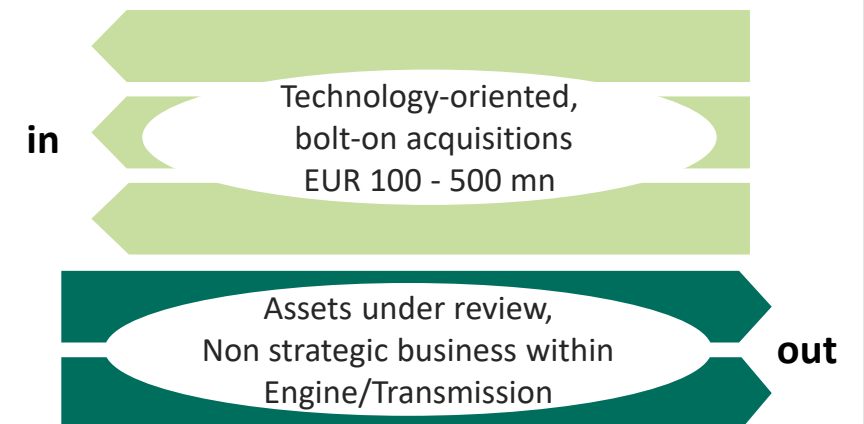 in
Technology-oriented,
bolt-on acquisitions
EUR 100 - 500 mn
Assets under review,
Non strategic business within
Engine/Transmission
out